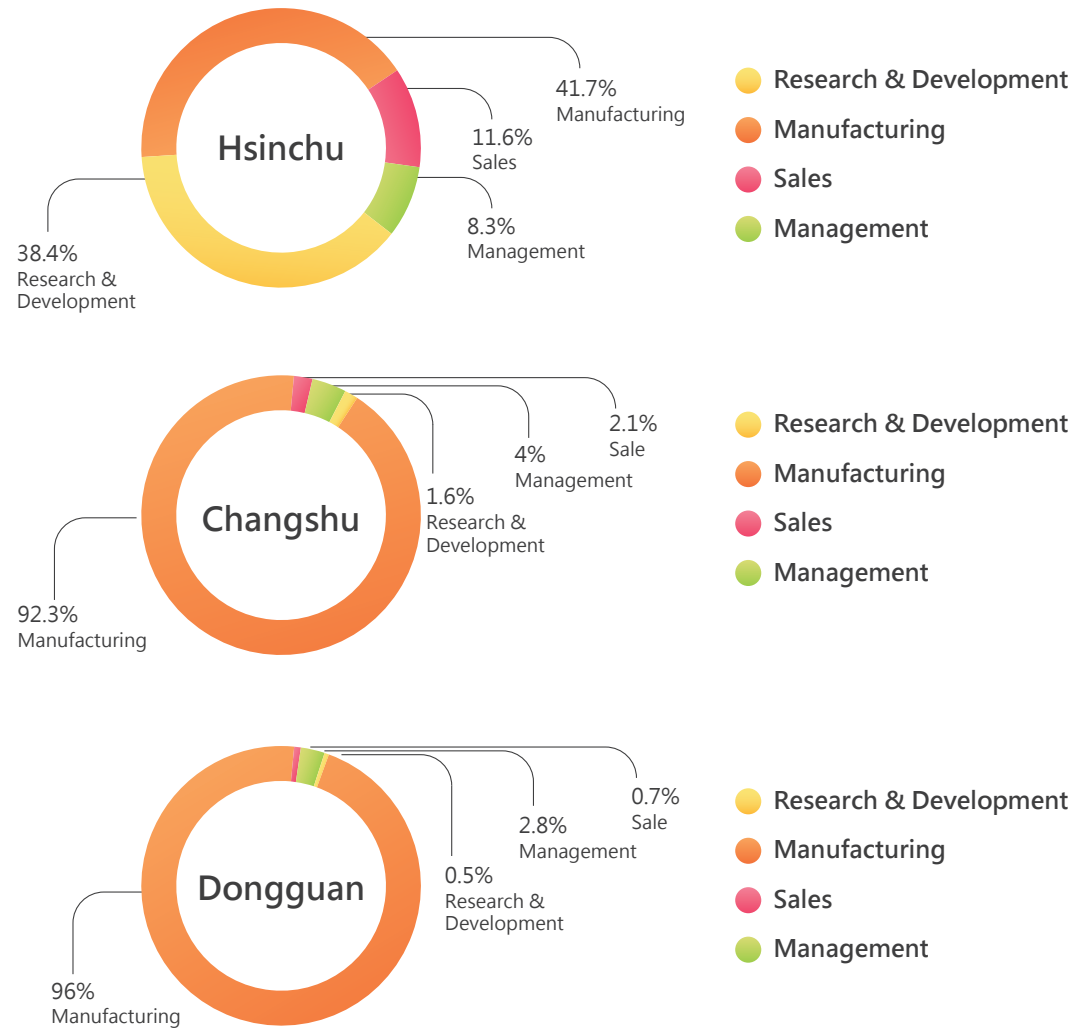 Hsinchu
41.7%
Manufacturing
11.6%
Sales
8.3%
Management
38.4%
Research &
Development
Research & Development
Manufacturing
Sales
Management
Changshu
2.1%
Sale
4%
Management
1.6%
Research &
Development
92.3%
Manufacturing
Research & Development
Manufacturing
Sales
Management
Dongguan
0.7%
Sale
2.8%
Management
0.5%
Research &
Development
96%
Manufacturing
Research & Development
Manufacturing
Sales
Management